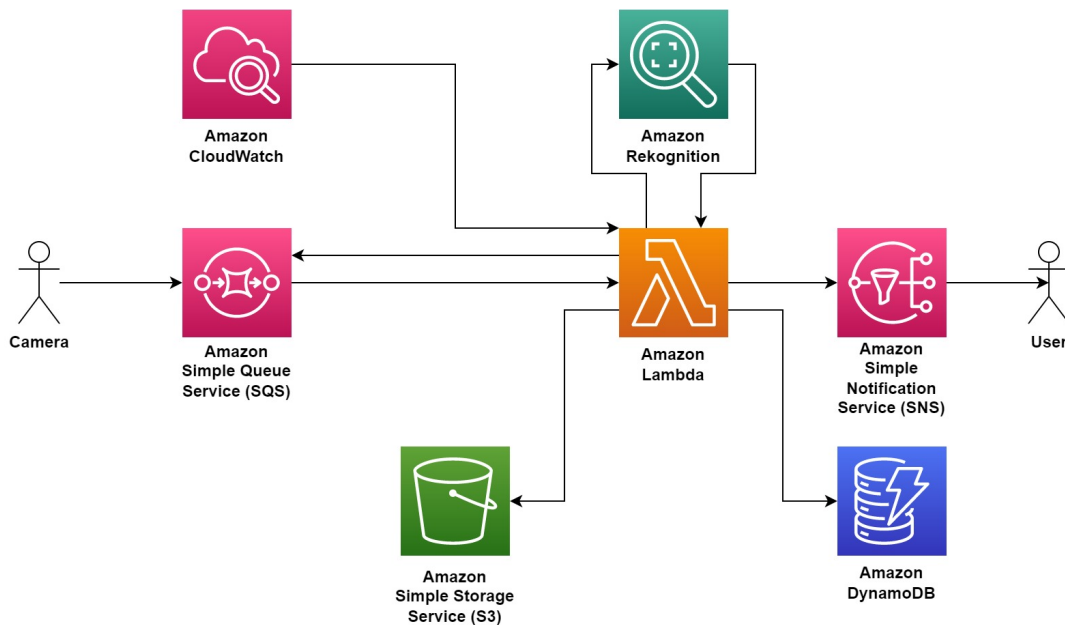 Amazon
CloudWatch
Amazon
Rekognition
Camera
Amazon
Simple Queue
Service (SQS)
Amazon
Lambda
Amazon
Simple
Notification
Service (SNS)
User
Amazon
Simple Storage
Service (S3)
Amazon
DynamoDB